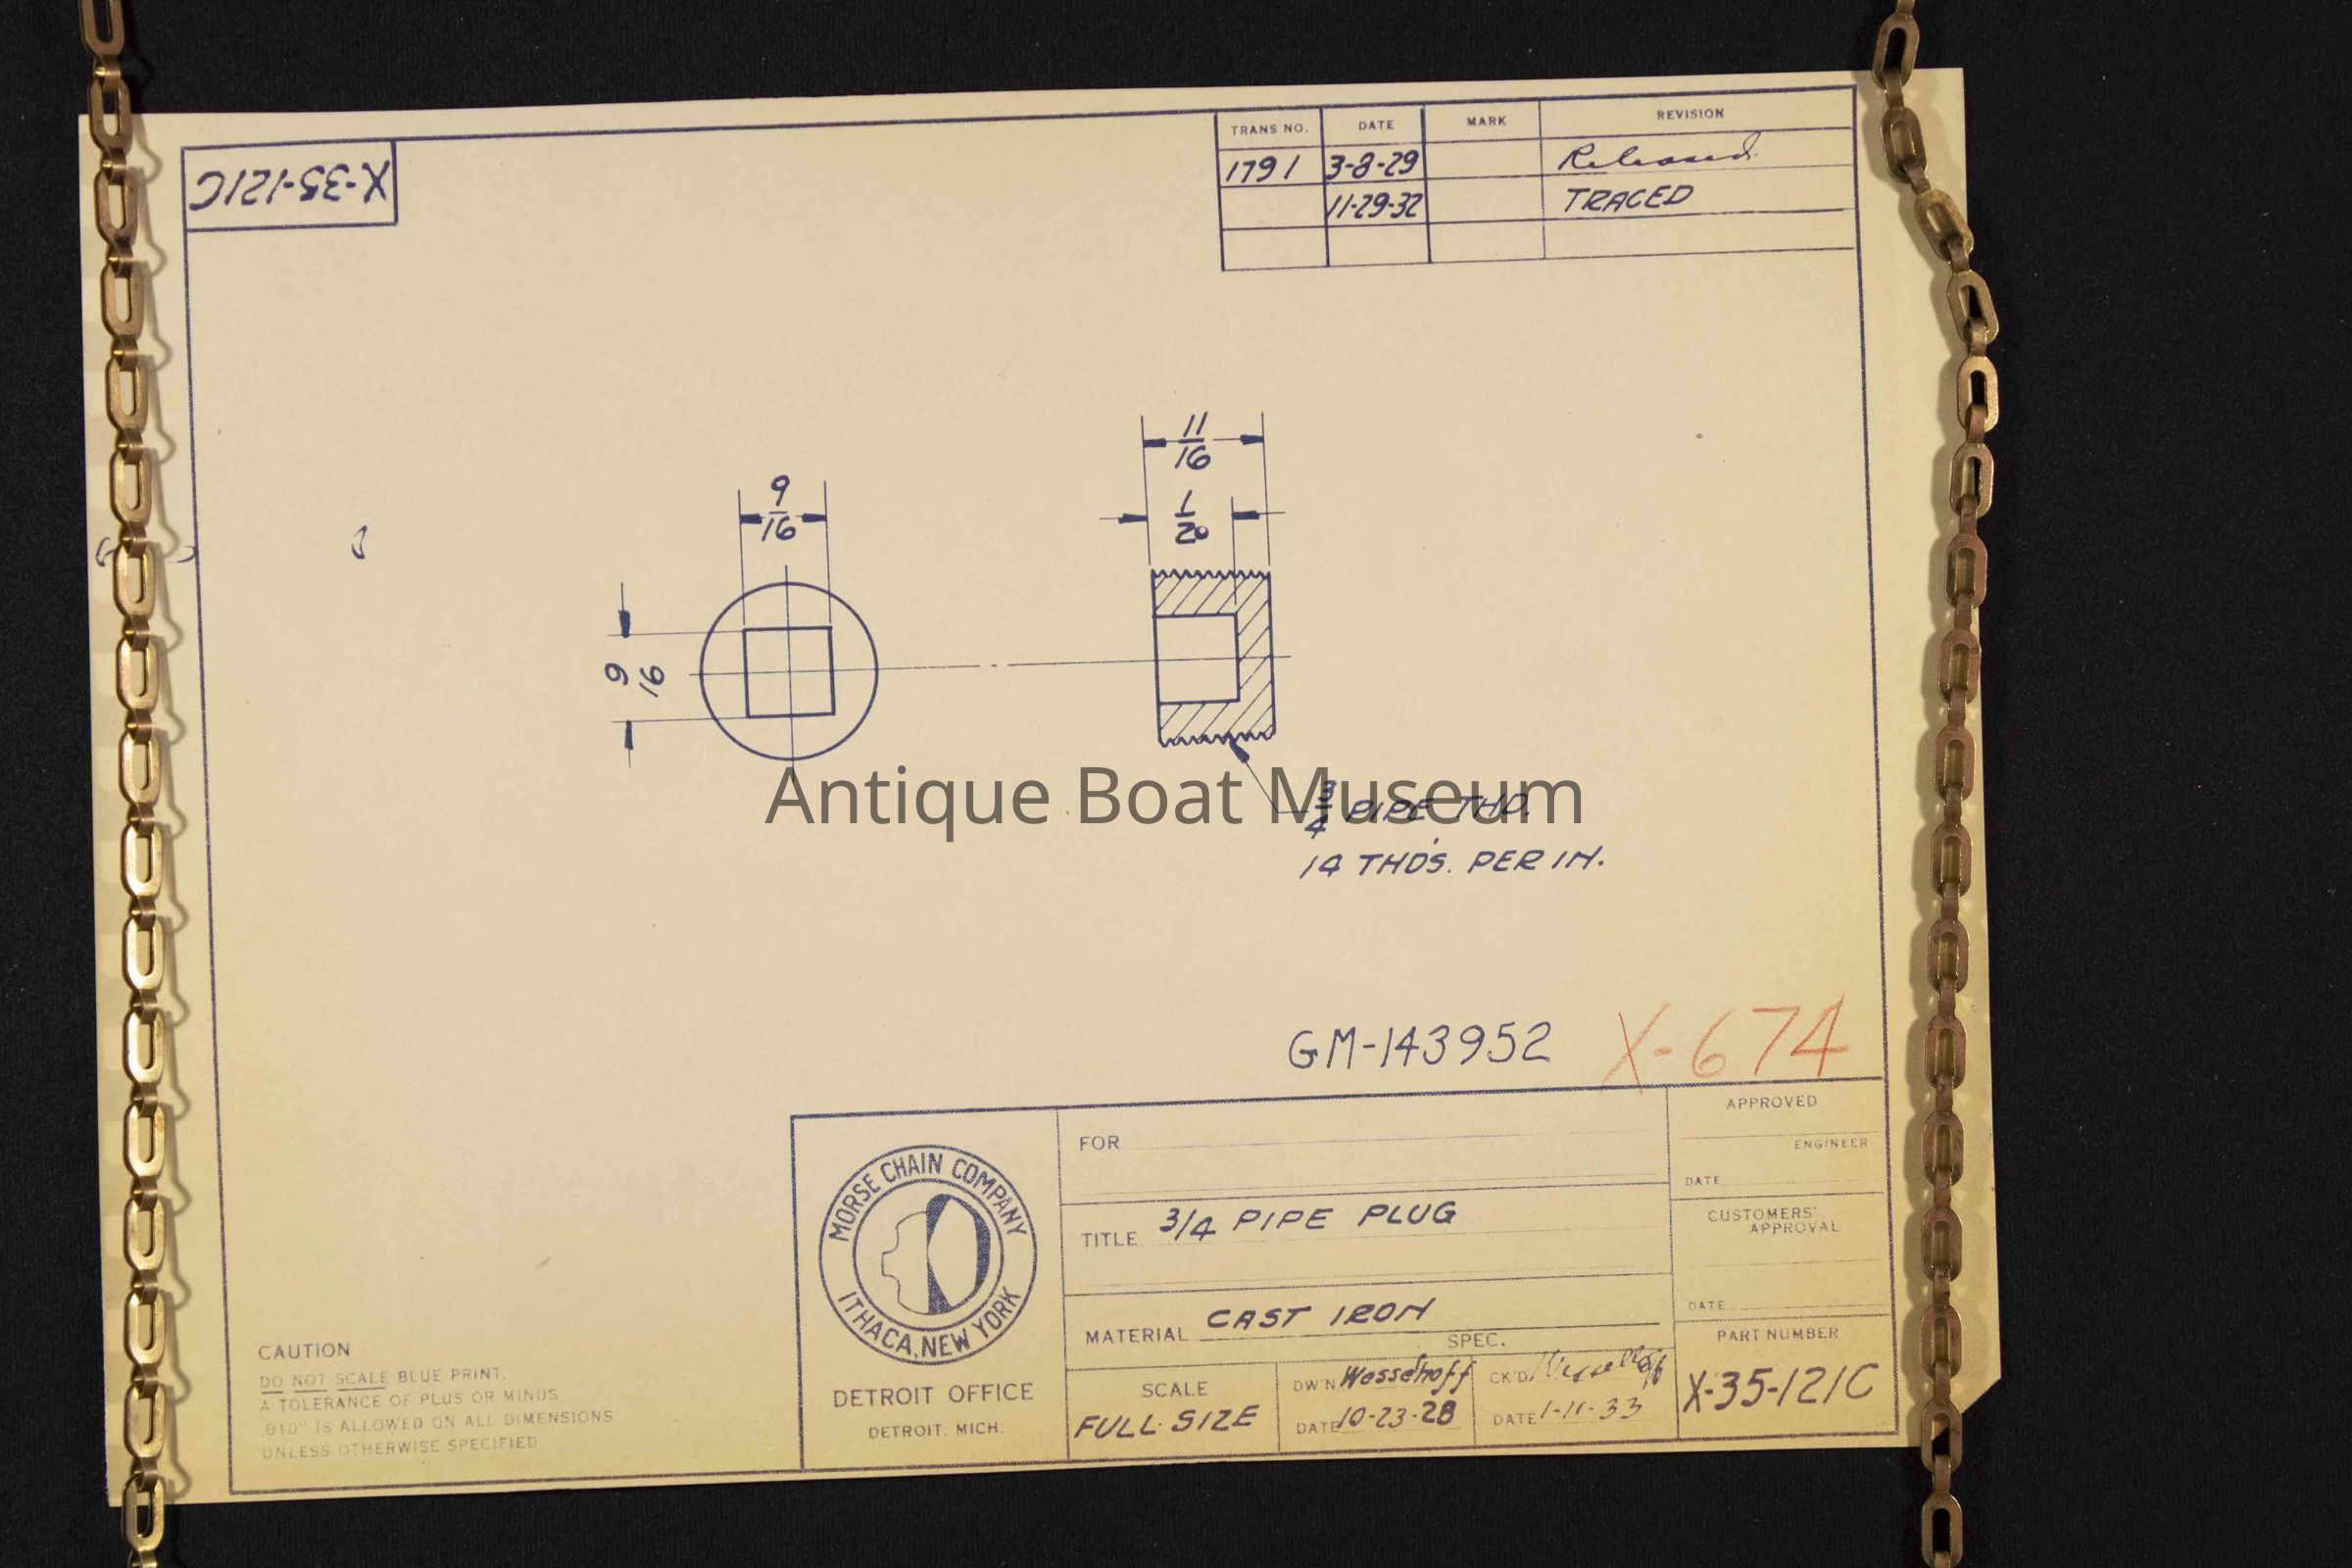 X-35-121C
TRANS NO. DATE MARK REVISION
1791 3-8-29 Released.
11-29-32 TRACED
11
16
1
20
9
16
9
16
3/4 PIPE THD.
14 THDS. PER IN.
Antique Boat Museum
GM-143952 X-674
MORSE CHAIN COMPANY
ITHACA, NEW YORK
DETROIT OFFICE
DETROIT, MICH.
FOR
TITLE 3/4 PIPE PLUG
MATERIAL CAST IRON
SPEC.
SCALE
FULL SIZE
DW'N
DATE 10-23-28
CK'D
DATE 1-11-33
APPROVED
ENGINEER
DATE
CUSTOMERS'
APPROVAL
DATE
PART NUMBER
X-35-121C
CAUTION
DO NOT SCALE BLUE PRINT.
A TOLERANCE OF PLUS OR MINUS
.010" IS ALLOWED ON ALL DIMENSIONS
UNLESS OTHERWISE SPECIFIED